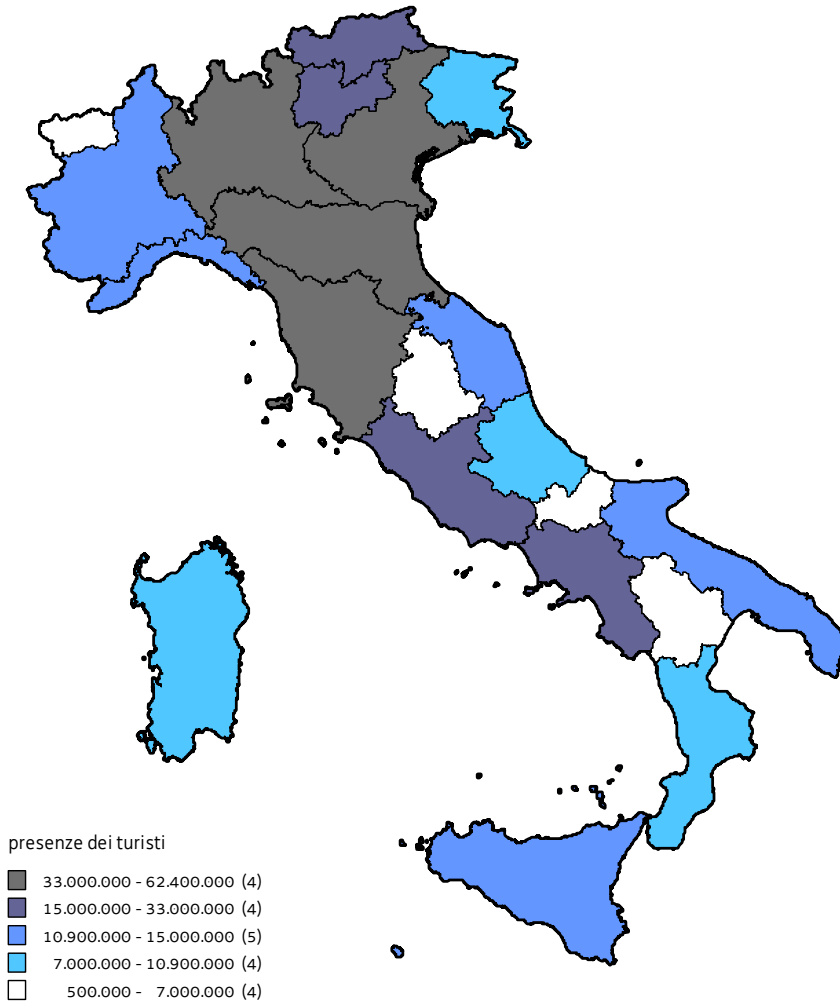 presenze dei turisti
33.000.000 - 62.400.000 (4)
15.000.000 - 33.000.000 (4)
10.900.000 - 15.000.000 (5)
7.000.000 - 10.900.000 (4)
500.000 - 7.000.000 (4)